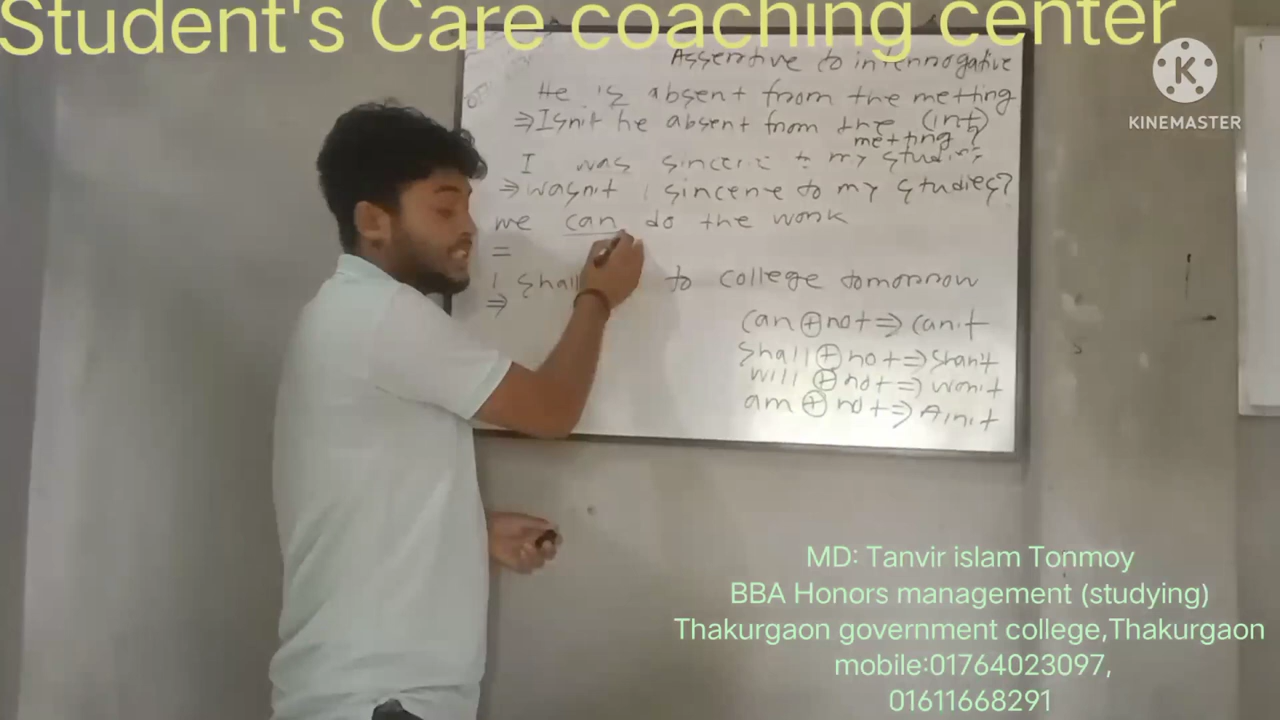 Student's Care coaching center
KINEMASTER
Assertive to interrogative
He is absent from the metting
⇒Isn't he absent from the (int)
metting?
I was sincere to my studies
⇒wasn't i sincere to my studies?
we can do the work
=
I shall to college tomorrow
⇒
can ⊕ not ⇒ can't
shall ⊕ not ⇒ shan't
will ⊕ not ⇒ won't
am ⊕ not ⇒ Ain't
MD: Tanvir islam Tonmoy
BBA Honors management (studying)
Thakurgaon government college,Thakurgaon
mobile:01764023097,
01611668291